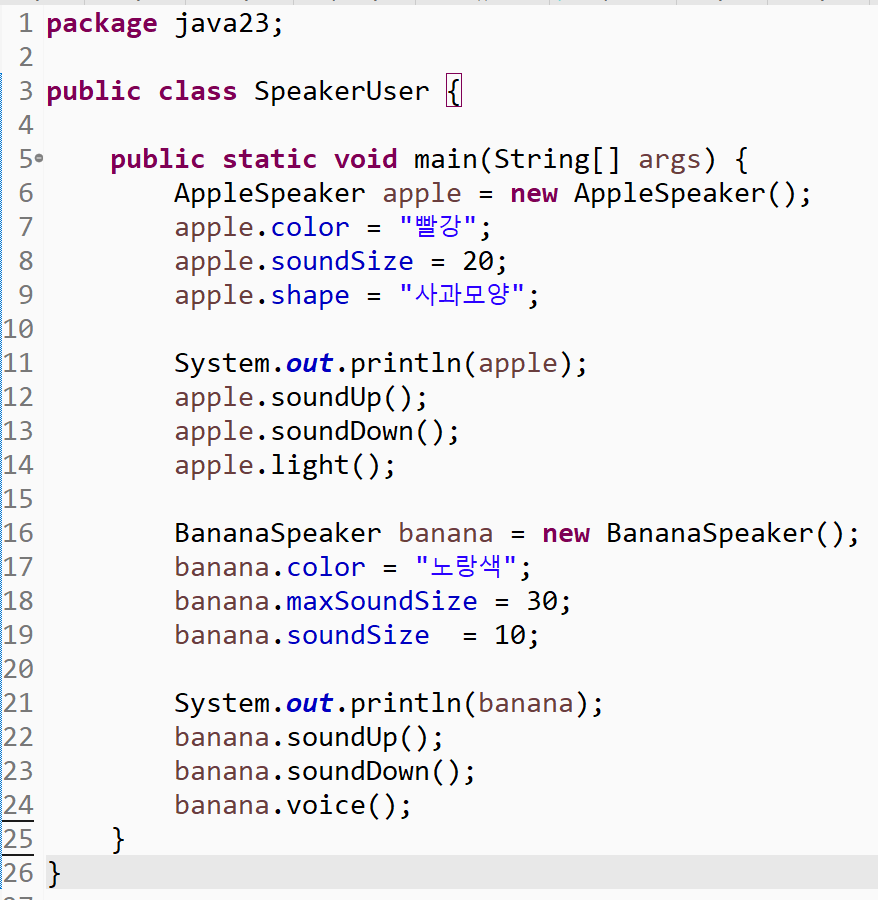 1 package java23;
2
3 public class SpeakerUser {
4
5     public static void main(String[] args) {
6         AppleSpeaker apple = new AppleSpeaker();
7         apple.color = "빨강";
8         apple.soundSize = 20;
9         apple.shape = "사과모양";
10
11         System.out.println(apple);
12         apple.soundUp();
13         apple.soundDown();
14         apple.light();
15
16         BananaSpeaker banana = new BananaSpeaker();
17         banana.color = "노랑색";
18         banana.maxSoundSize = 30;
19         banana.soundSize  = 10;
20
21         System.out.println(banana);
22         banana.soundUp();
23         banana.soundDown();
24         banana.voice();
25     }
26 }